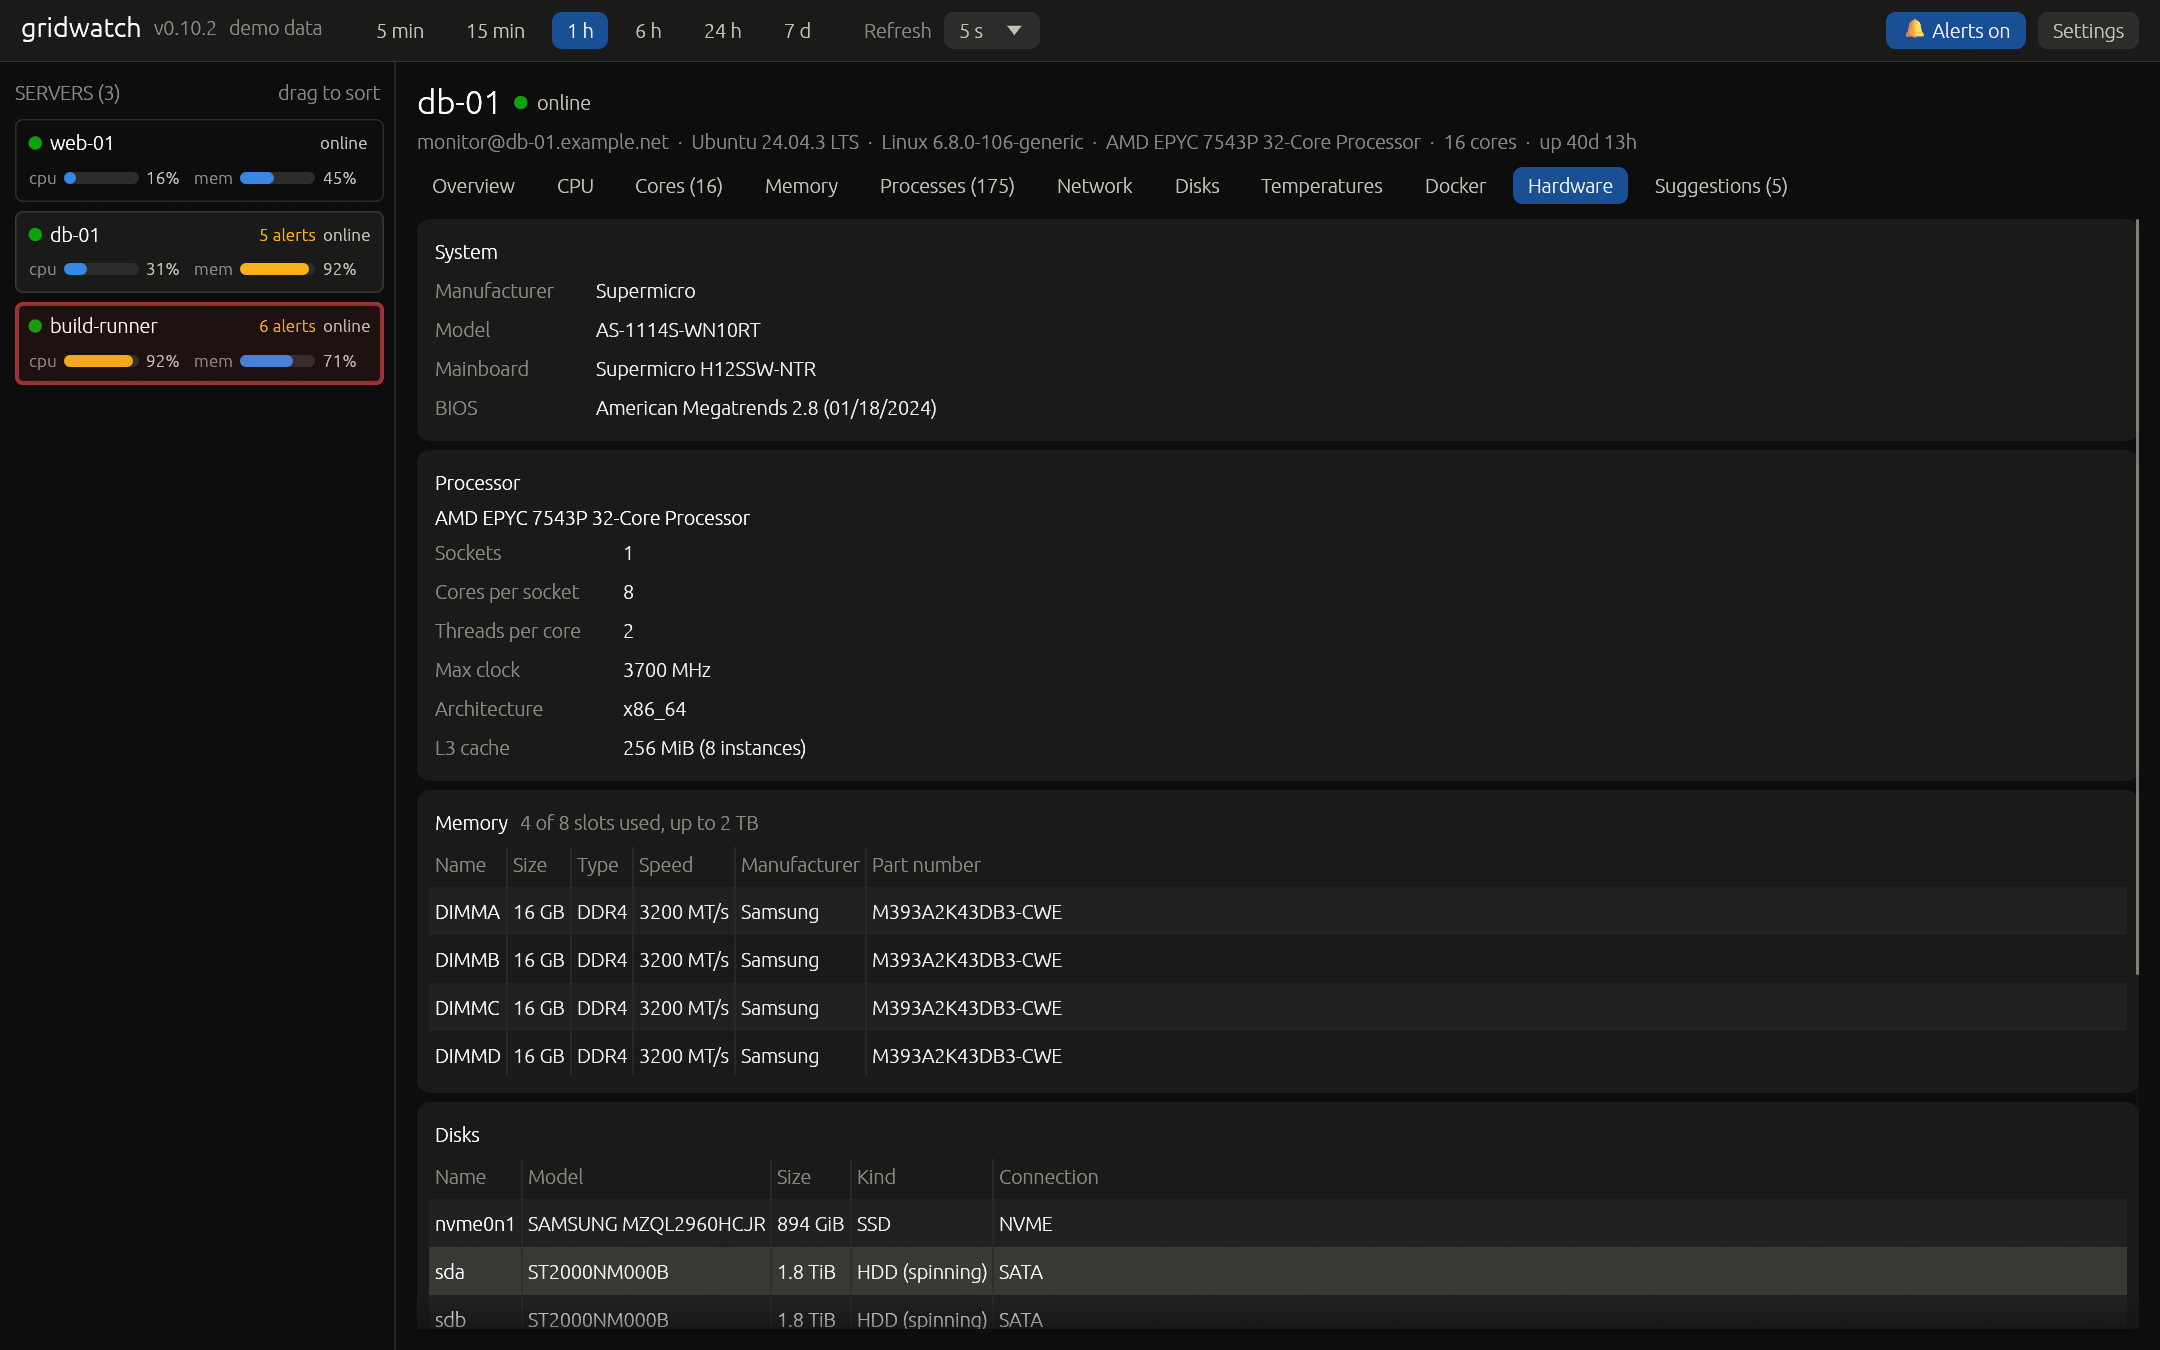 gridwatch v0.10.2 demo data 5 min 15 min 1 h 6 h 24 h 7 d Refresh 5 s Alerts on Settings
SERVERS (3) drag to sort
web-01 online
cpu 16% mem 45%
db-01 5 alerts online
cpu 31% mem 92%
build-runner 6 alerts online
cpu 92% mem 71%
db-01 online
monitor@db-01.example.net · Ubuntu 24.04.3 LTS · Linux 6.8.0-106-generic · AMD EPYC 7543P 32-Core Processor · 16 cores · up 40d 13h
Overview CPU Cores (16) Memory Processes (175) Network Disks Temperatures Docker Hardware Suggestions (5)
System
Manufacturer Supermicro
Model AS-1114S-WN10RT
Mainboard Supermicro H12SSW-NTR
BIOS American Megatrends 2.8 (01/18/2024)
Processor
AMD EPYC 7543P 32-Core Processor
Sockets 1
Cores per socket 8
Threads per core 2
Max clock 3700 MHz
Architecture x86_64
L3 cache 256 MiB (8 instances)
Memory 4 of 8 slots used, up to 2 TB
Name Size Type Speed Manufacturer Part number
DIMMA 16 GB DDR4 3200 MT/s Samsung M393A2K43DB3-CWE
DIMMB 16 GB DDR4 3200 MT/s Samsung M393A2K43DB3-CWE
DIMMC 16 GB DDR4 3200 MT/s Samsung M393A2K43DB3-CWE
DIMMD 16 GB DDR4 3200 MT/s Samsung M393A2K43DB3-CWE
Disks
Name Model Size Kind Connection
nvme0n1 SAMSUNG MZQL2960HCJR 894 GiB SSD NVME
sda ST2000NM000B 1.8 TiB HDD (spinning) SATA
sdb ST2000NM000B 1.8 TiB HDD (spinning) SATA